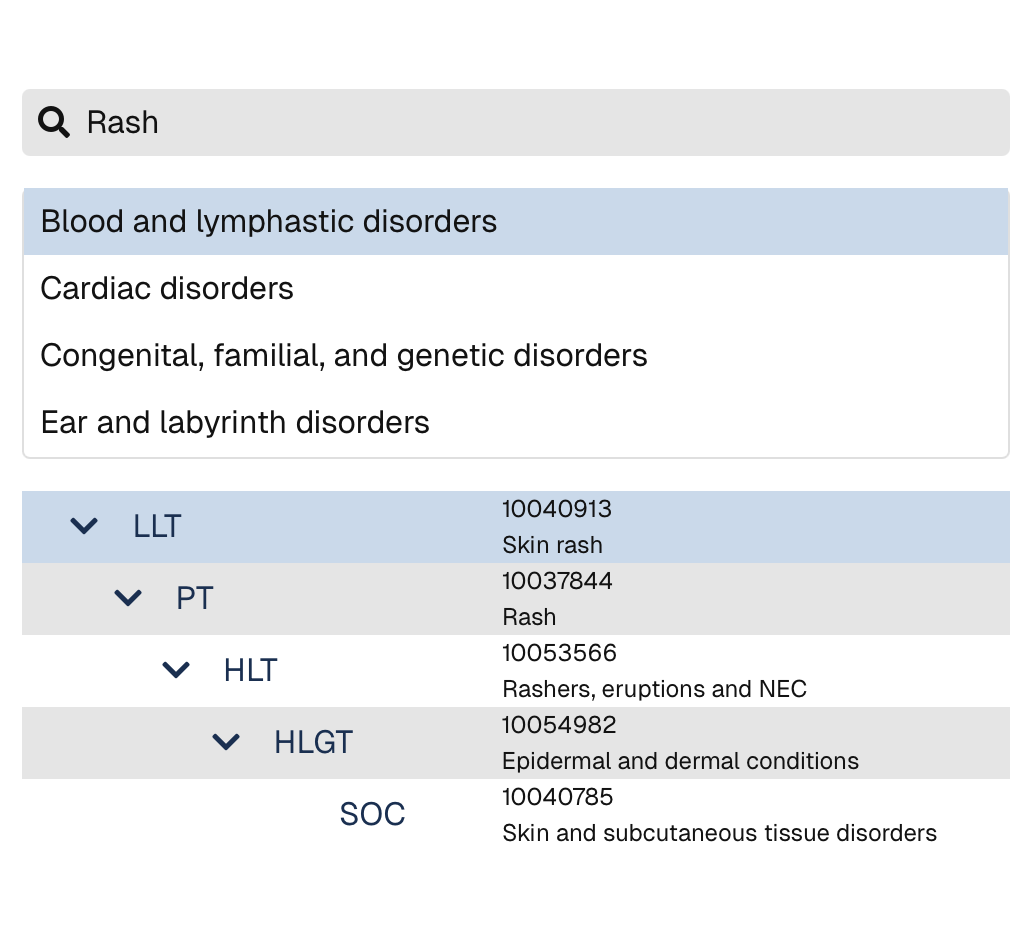 Rash
Blood and lymphastic disorders
Cardiac disorders
Congenital, familial, and genetic disorders
Ear and labyrinth disorders
LLT
10040913
Skin rash
PT
10037844
Rash
HLT
10053566
Rashers, eruptions and NEC
HLGT
10054982
Epidermal and dermal conditions
SOC
10040785
Skin and subcutaneous tissue disorders